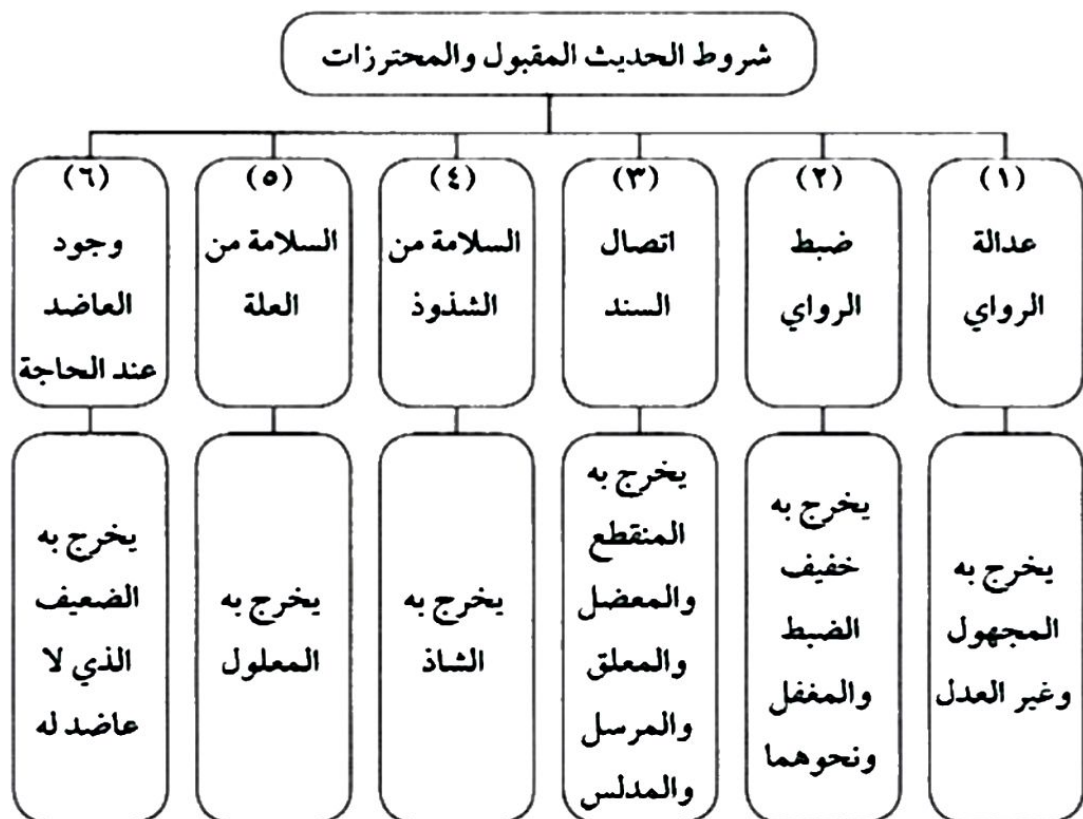 شروط الحديث المقبول والمحترزات
(١)
عدالة
الرواي
(٢)
ضبط
الرواي
(٣)
اتصال
السند
(٤)
السلامة من
الشذوذ
(٥)
السلامة من
العلة
(٦)
وجود
العاضد
عند الحاجة
يخرج به
المجهول
وغير العدل
يخرج به
خفيف
الضبط
والمغفل
ونحوهما
يخرج به
المنقطع
والمعضل
والمعلق
والمرسل
والمدلس
يخرج به
الشاذ
يخرج به
المعلول
يخرج به
الضعيف
الذي لا
عاضد له